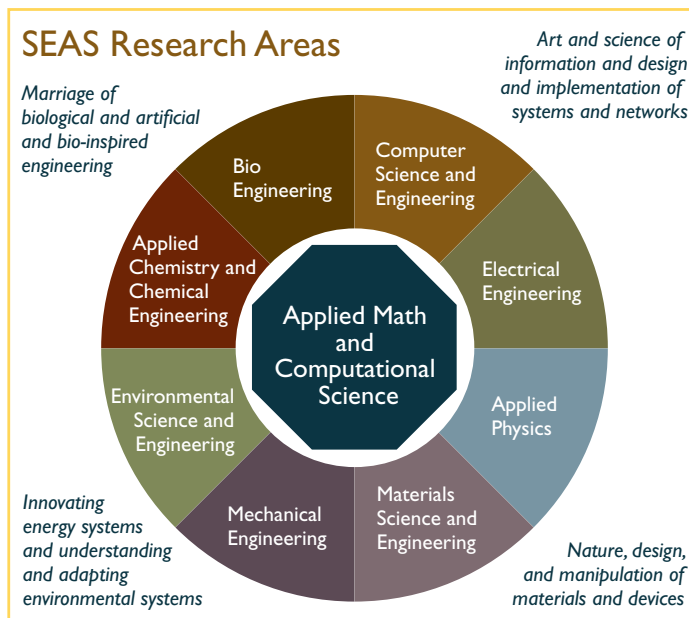 SEAS Research Areas
Marriage of
biological and artificial
and bio-inspired
engineering
Art and science of
information and design
and implementation of
systems and networks
Bio
Engineering
Computer
Science and
Engineering
Applied
Chemistry and
Chemical
Engineering
Electrical
Engineering
Applied Math
and
Computational
Science
Environmental
Science and
Engineering
Applied
Physics
Mechanical
Engineering
Materials
Science and
Engineering
Innovating
energy systems
and understanding
and adapting
environmental systems
Nature, design,
and manipulation of
materials and devices